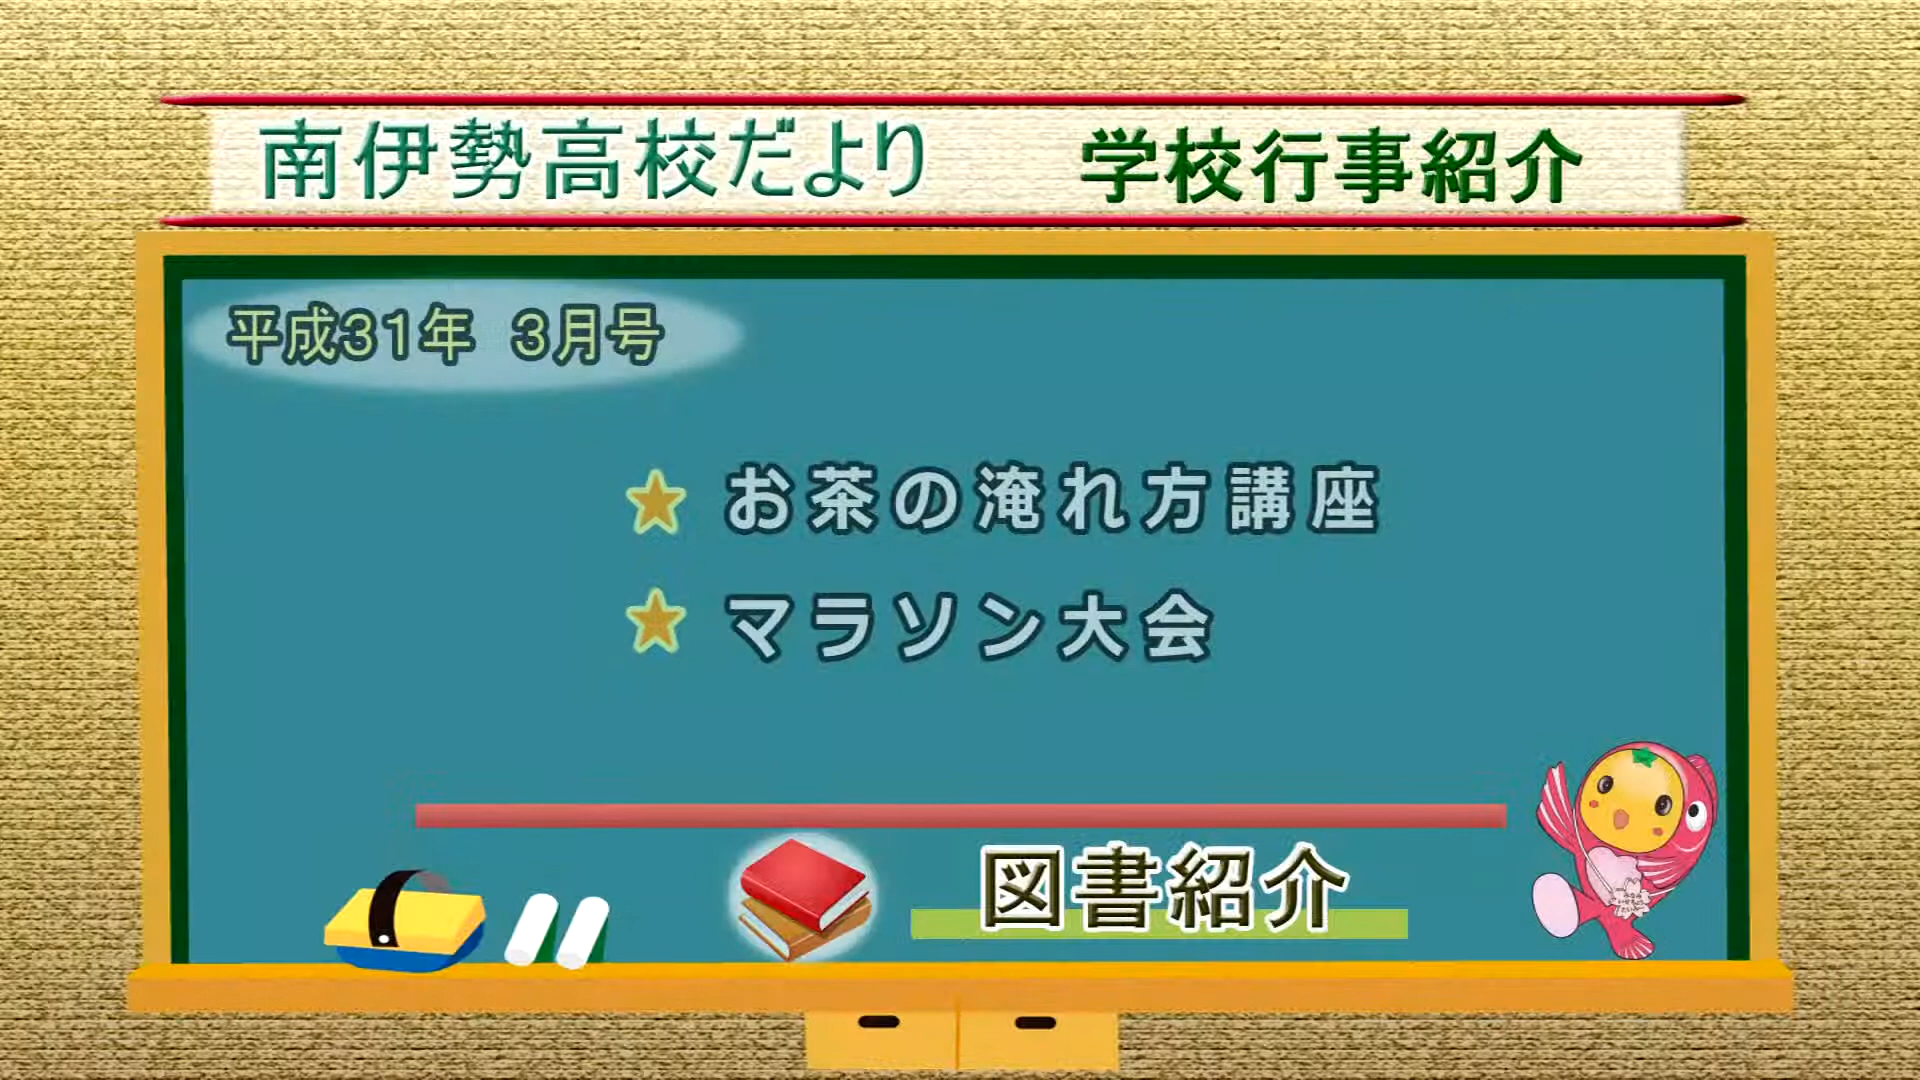 南伊勢高校だより　学校行事紹介
平成31年　3月号
★ お茶の淹れ方講座
★ マラソン大会
図書紹介